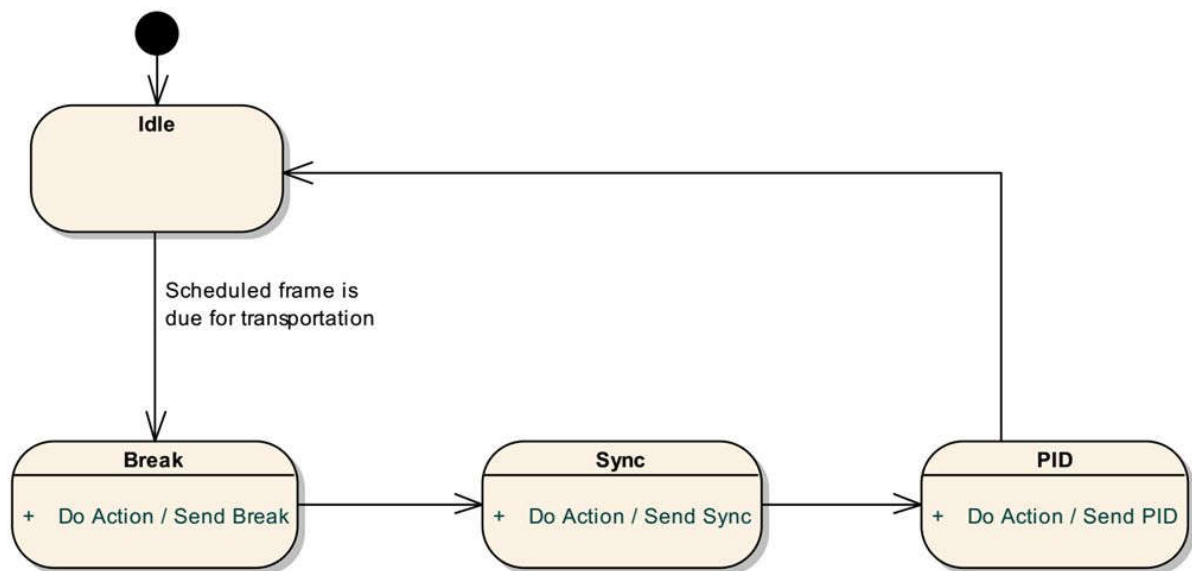 Idle
Scheduled frame is
due for transportation
Break
+ Do Action / Send Break
Sync
+ Do Action / Send Sync
PID
+ Do Action / Send PID